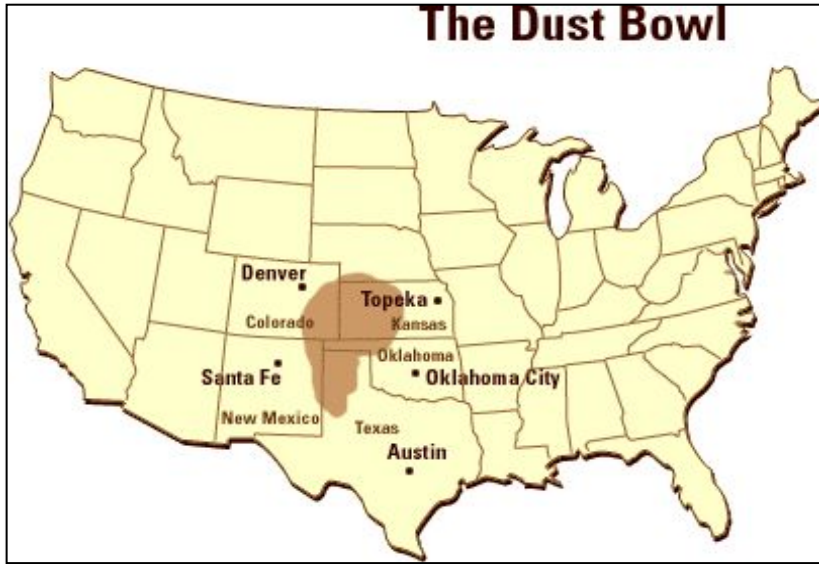 The Dust Bowl
Denver
Topeka
Colorado
Kansas
Oklahoma
Santa Fe
Oklahoma City
New Mexico
Texas
Austin